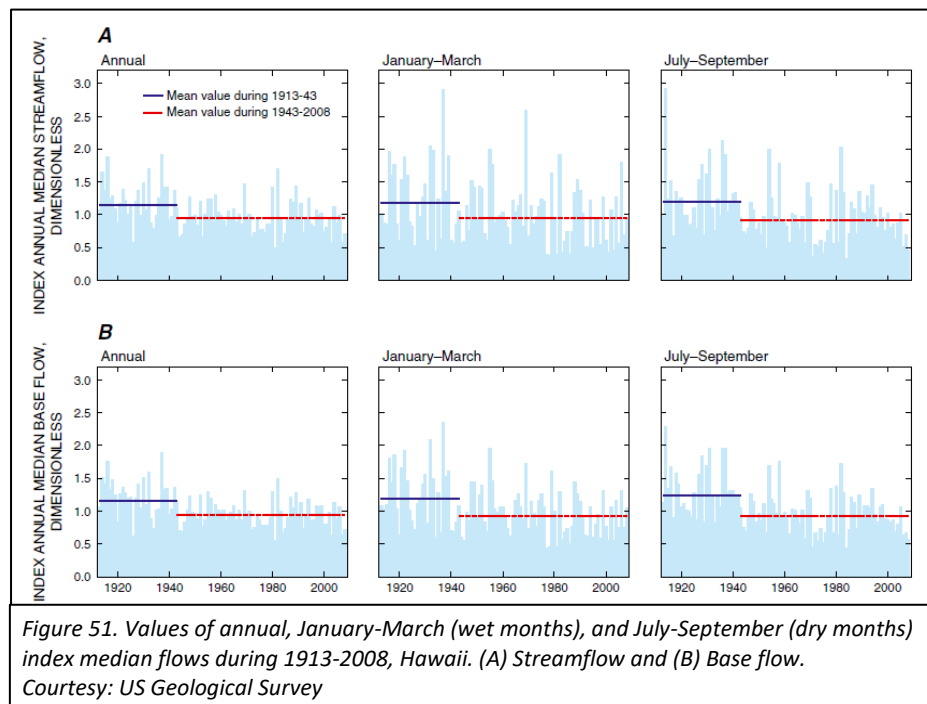 A
Annual
January–March
July–September
INDEX ANNUAL MEDIAN STREAMFLOW,
DIMENSIONLESS
3.0
2.5
2.0
1.5
1.0
0.5
0.0
Mean value during 1913-43
Mean value during 1943-2008
B
Annual
January–March
July–September
INDEX ANNUAL MEDIAN BASE FLOW,
DIMENSIONLESS
3.0
2.5
2.0
1.5
1.0
0.5
0.0
1920 1940 1960 1980 2000
1920 1940 1960 1980 2000
1920 1940 1960 1980 2000
Figure 51. Values of annual, January-March (wet months), and July-September (dry months)
index median flows during 1913-2008, Hawaii. (A) Streamflow and (B) Base flow.
Courtesy: US Geological Survey